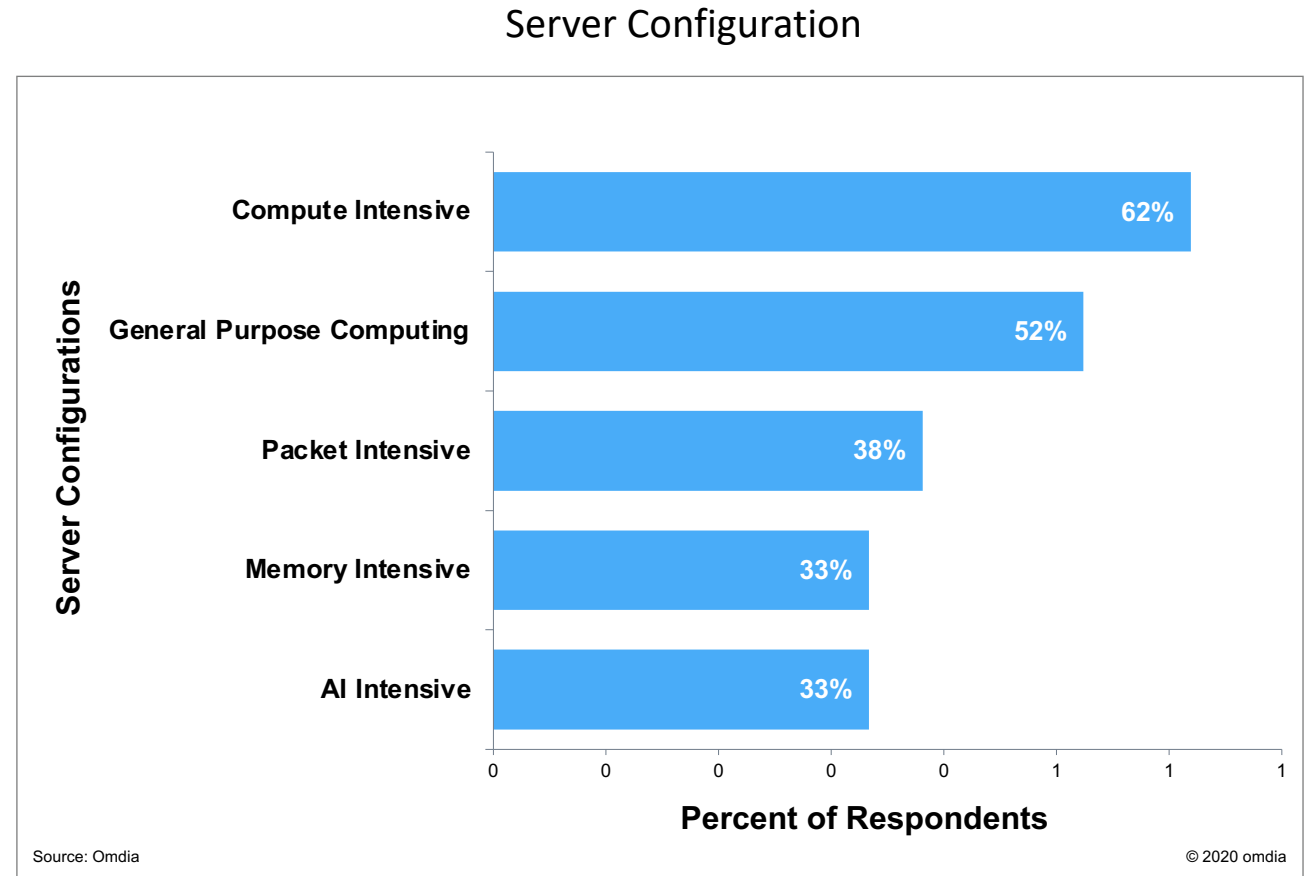 Server Configuration
Server Configurations
Compute Intensive
62%
General Purpose Computing
52%
Packet Intensive
38%
Memory Intensive
33%
AI Intensive
33%
0 0 0 0 0 1 1 1
Percent of Respondents
Source: Omdia
© 2020 omdia